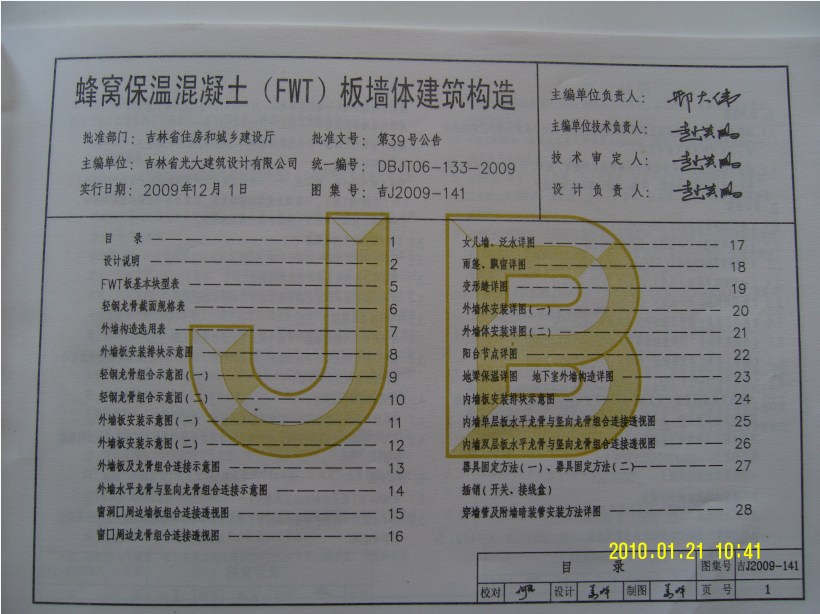 蜂窝保温混凝土（FWT）板墙体建筑构造
批准部门：吉林省住房和城乡建设厅 批准文号：第39号公告
主编单位：吉林省光大建筑设计有限公司 统一编号：DBJT06-133-2009
实行日期：2009年12月1日 图集号：吉J2009-141
主编单位负责人：
主编单位技术负责人：
技术审定人：
设计负责人：
目 录 1
设计说明 2
FWT板基本块型表 5
轻钢龙骨截面规格表 6
外墙构造选用表 7
外墙板安装排块示意图 8
轻钢龙骨组合示意图(一) 9
轻钢龙骨组合示意图(二) 10
外墙板安装示意图(一) 11
外墙板安装示意图(二) 12
外墙板及龙骨组合连接示意图 13
外墙水平龙骨与竖向龙骨组合连接示意图 14
窗洞口周边墙板组合连接透视图 15
窗口周边龙骨组合连接透视图 16
女儿墙、泛水详图 17
雨篷、飘窗详图 18
变形缝详图 19
外墙体安装详图(一) 20
外墙体安装详图(二) 21
阳台节点详图 22
地梁保温详图 地下室外墙构造详图 23
内墙板安装排块示意图 24
内墙单层板水平龙骨与竖向龙骨组合连接透视图 25
内墙双层板水平龙骨与竖向龙骨组合连接透视图 26
器具固定方法(一)、器具固定方法(二) 27
插销(开关、接线盒)
穿墙管及附墙暗装管安装方法详图 28
JB
目 录 图集号 吉J2009-141
校对 设计 制图 页号 1
2010.01.21 10:41